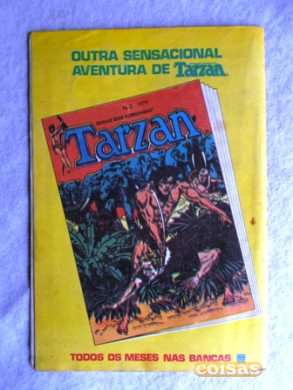 OUTRA SENSACIONAL
AVENTURA DE Tarzan
Tarzan
TODOS OS MESES NAS BANCAS
coisas